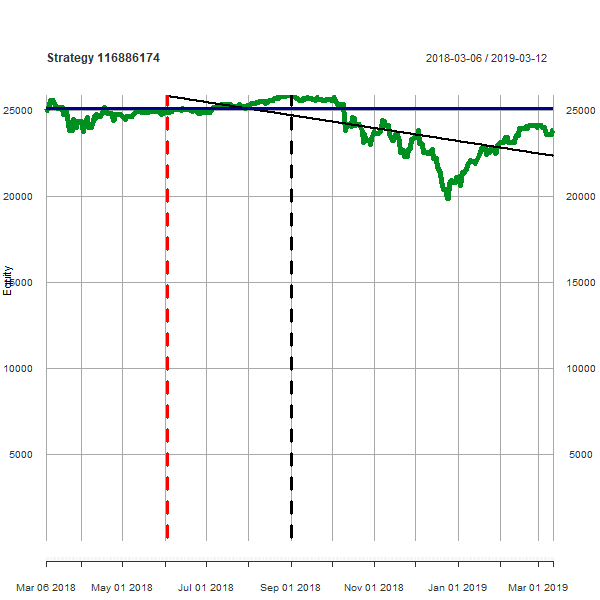 Strategy 116886174
2018-03-06 / 2019-03-12
25000 25000
20000 20000
Equity
15000 15000
10000 10000
5000 5000
Mar 06 2018 May 01 2018 Jul 01 2018 Sep 01 2018 Nov 01 2018 Jan 01 2019 Mar 01 2019